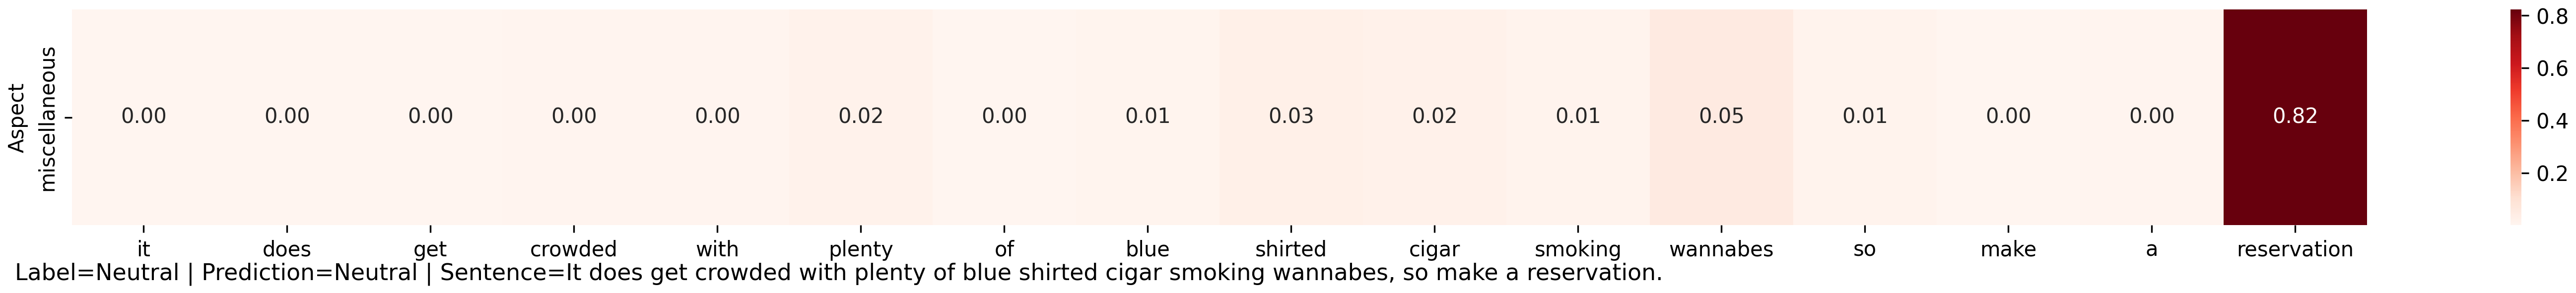 Aspect
miscellaneous
0.00 0.00 0.00 0.00 0.00 0.02 0.00 0.01 0.03 0.02 0.01 0.05 0.01 0.00 0.00 0.82
it does get crowded with plenty of blue shirted cigar smoking wannabes so make a reservation
Label=Neutral | Prediction=Neutral | Sentence=It does get crowded with plenty of blue shirted cigar smoking wannabes, so make a reservation.
0.8
0.6
0.4
0.2